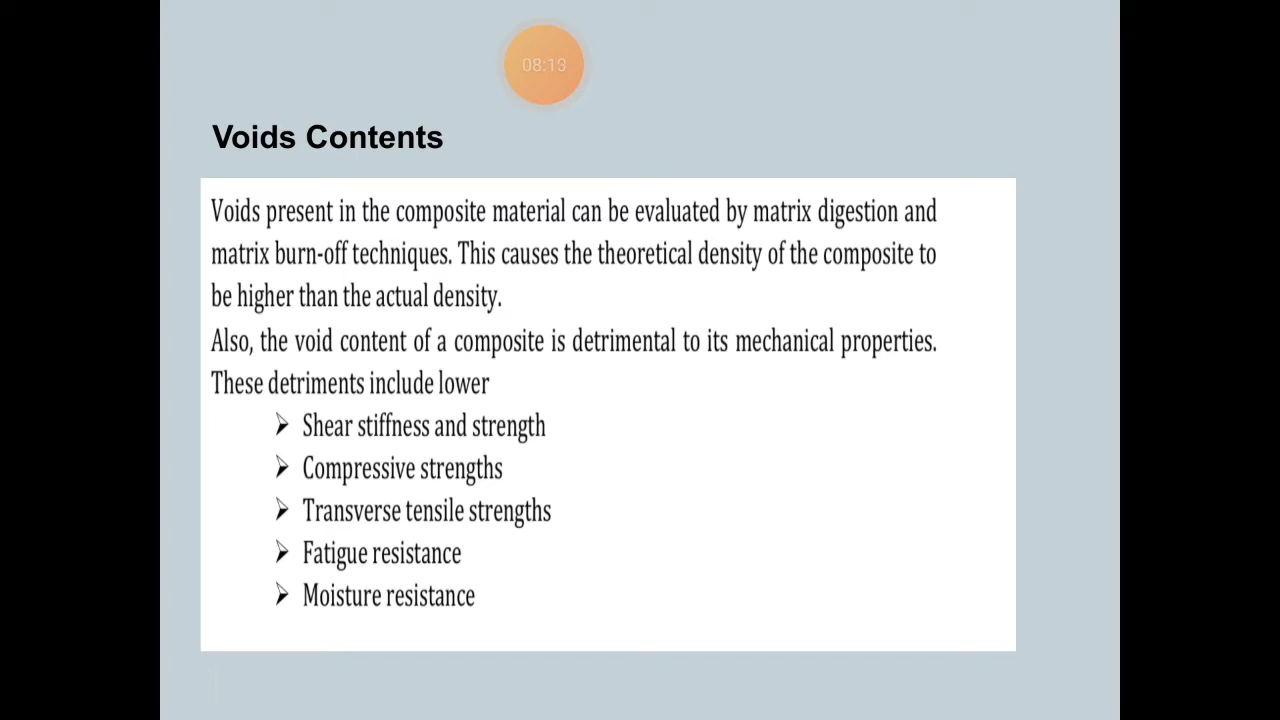 08:13
Voids Contents
Voids present in the composite material can be evaluated by matrix digestion and
matrix burn-off techniques. This causes the theoretical density of the composite to
be higher than the actual density.
Also, the void content of a composite is detrimental to its mechanical properties.
These detriments include lower
➢ Shear stiffness and strength
➢ Compressive strengths
➢ Transverse tensile strengths
➢ Fatigue resistance
➢ Moisture resistance